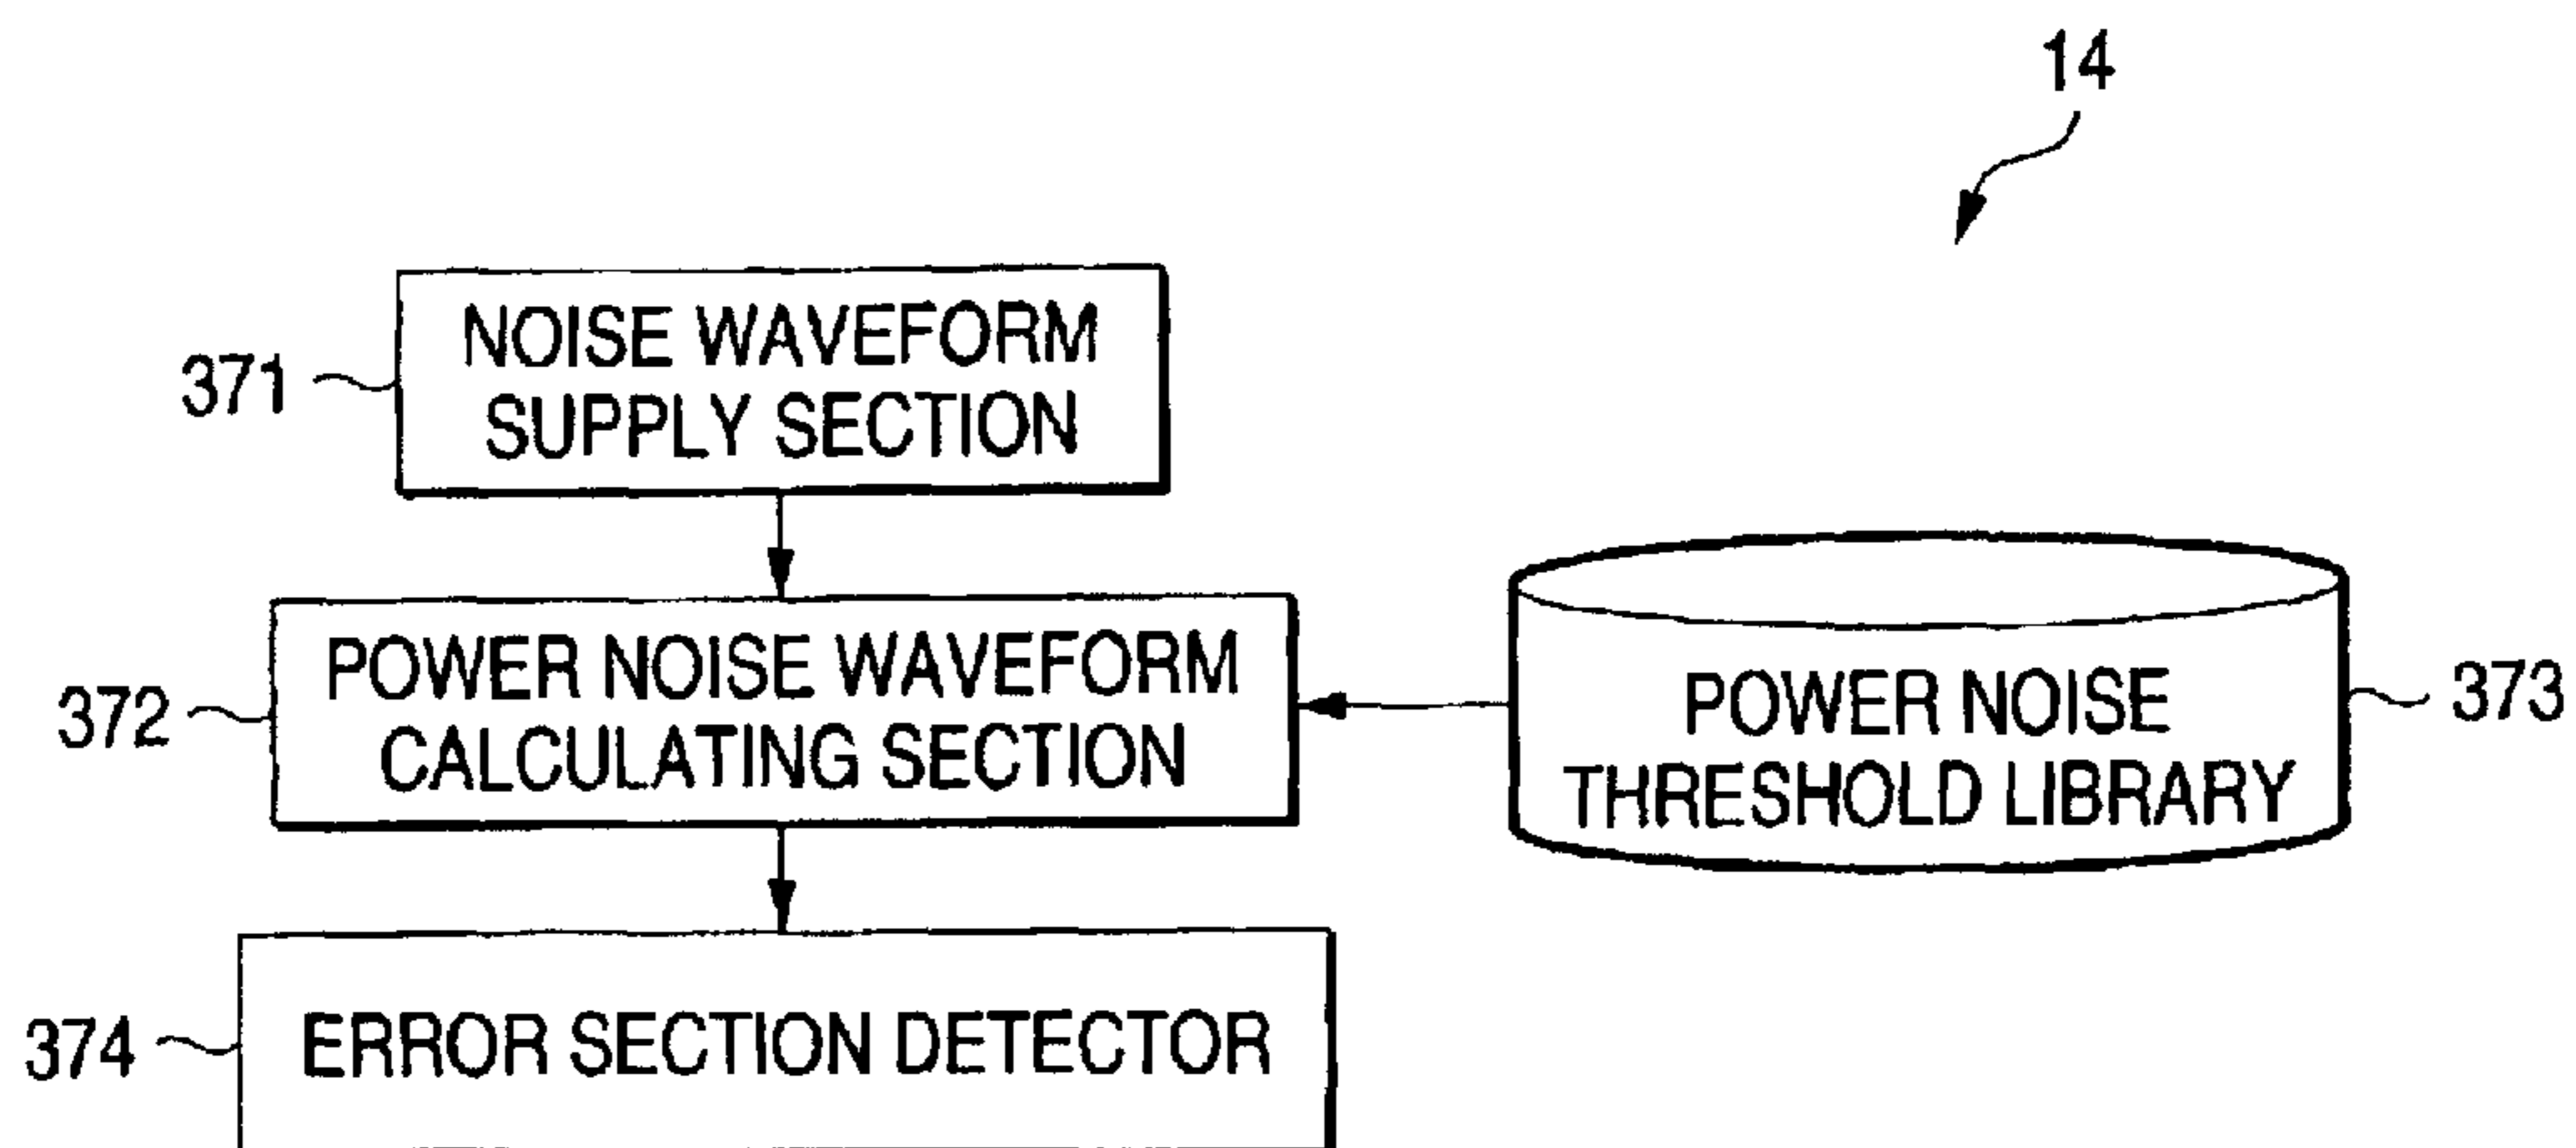 14
371
NOISE WAVEFORM
SUPPLY SECTION
372
POWER NOISE WAVEFORM
CALCULATING SECTION
POWER NOISE
THRESHOLD LIBRARY
373
374
ERROR SECTION DETECTOR